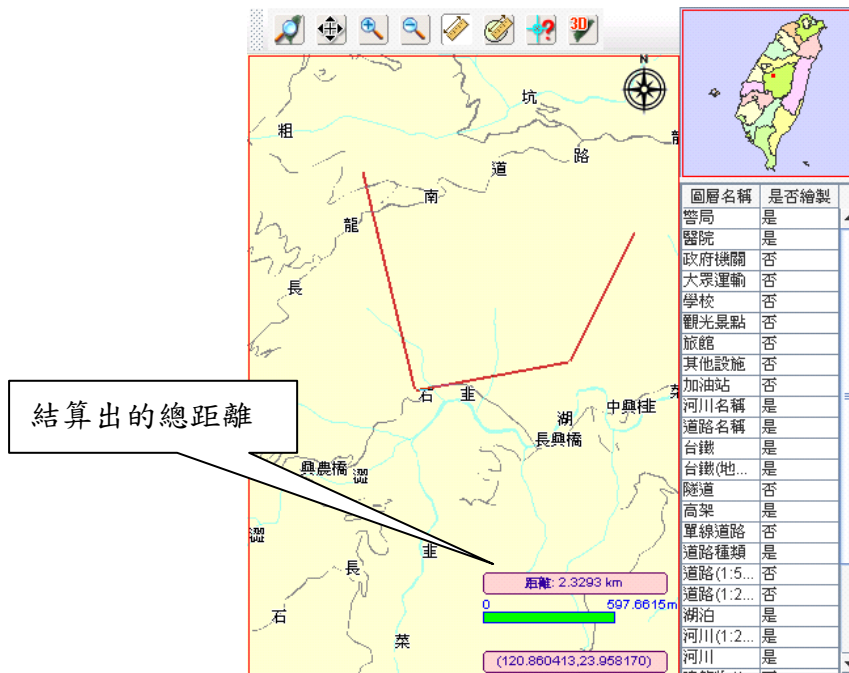 3D
N
坑
粗
龍
路
道
南
龍
長
結算出的總距離
石
韭
湖
中興桂
菜
長興橋
興農橋
澀
澀
韭
長
石
菜
距離: 2.3293 km
0 597.6615m
(120.860413,23.958170)
圖層名稱 是否繪製
警局 是
醫院 是
政府機關 否
大眾運輸 否
學校 否
觀光景點 否
旅館 否
其他設施 否
加油站 否
河川名稱 是
道路名稱 是
台鐵 是
台鐵(地... 是
隧道 否
高架 是
單線道路 否
道路種類 是
道路(1:5... 否
道路(1:2... 否
湖泊 是
河川(1:2... 是
河川 是